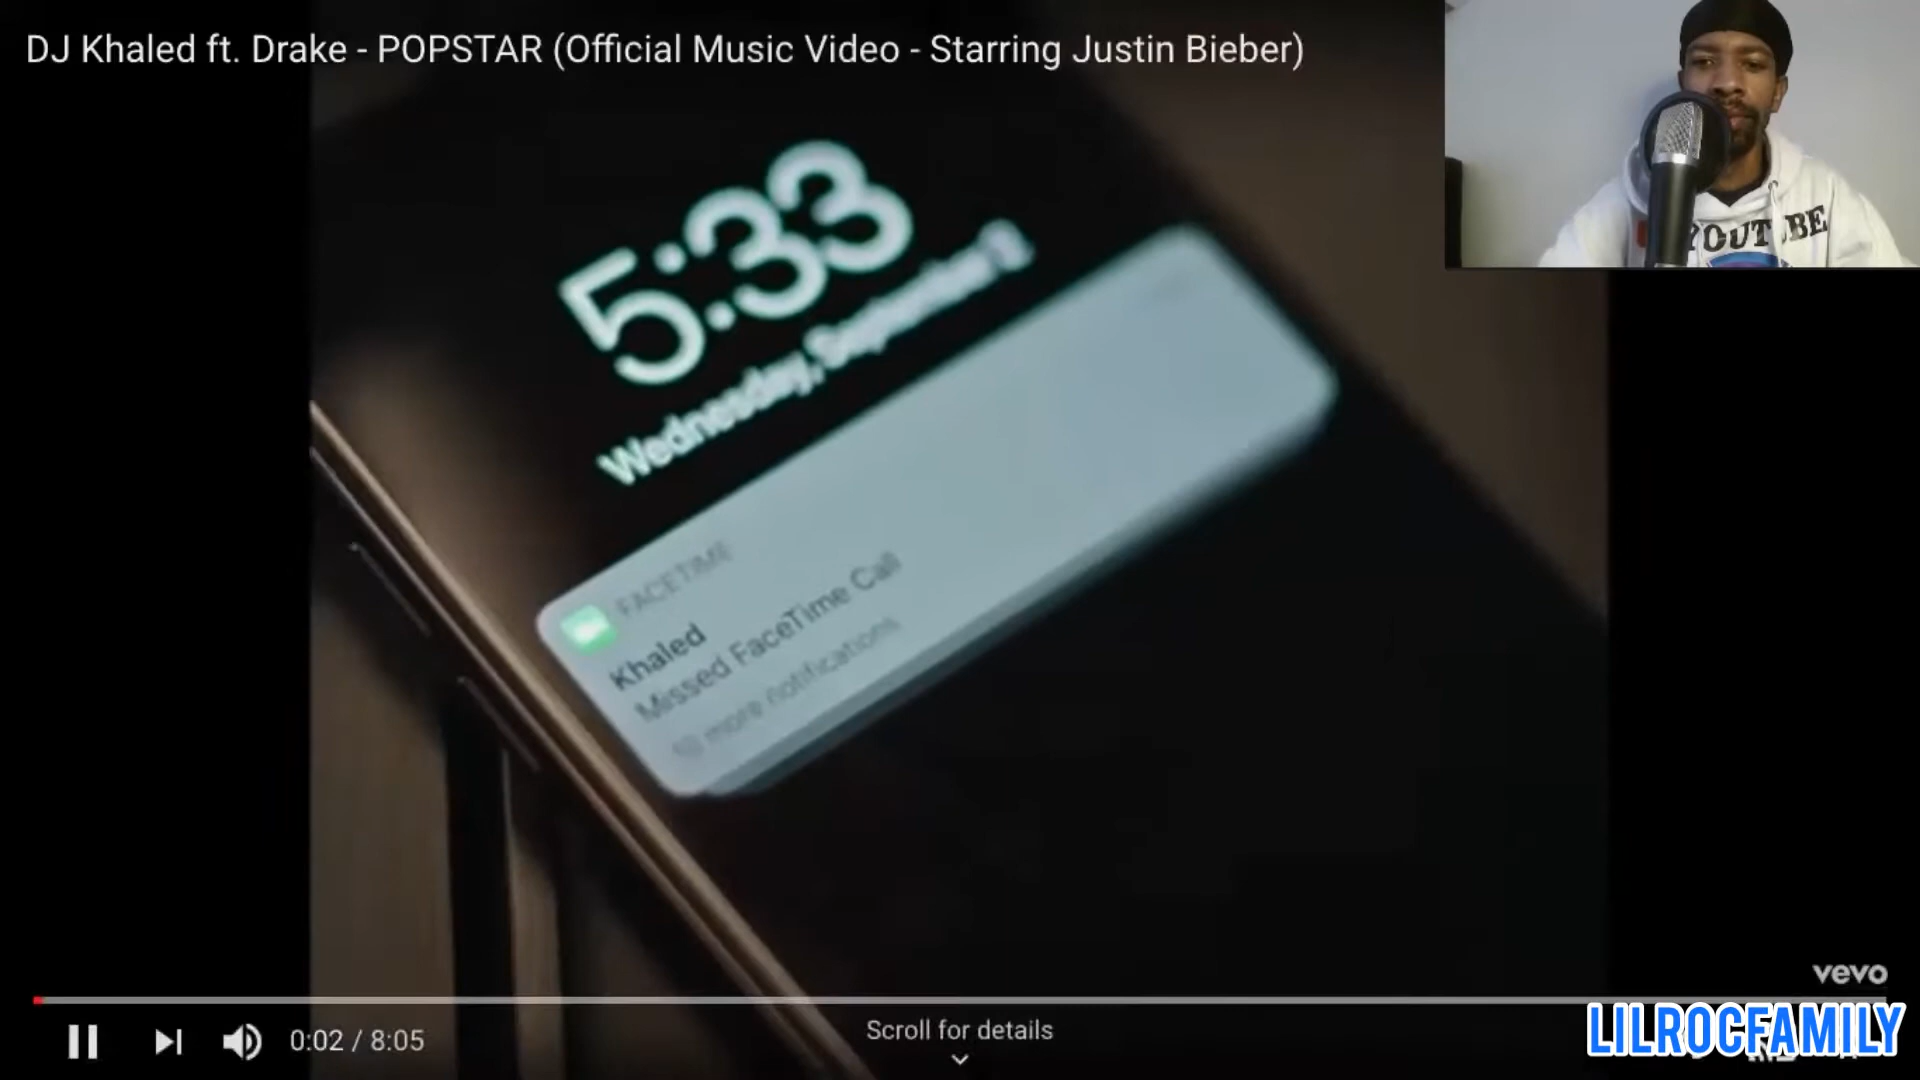 DJ Khaled ft. Drake - POPSTAR (Official Music Video - Starring Justin Bieber)
YOUTUBE
5:33
Wednesday, September
FACETIME
Khaled
Missed FaceTime Call
more notifications
vevo
0:02 / 8:05
Scroll for details
LILROCFAMILY